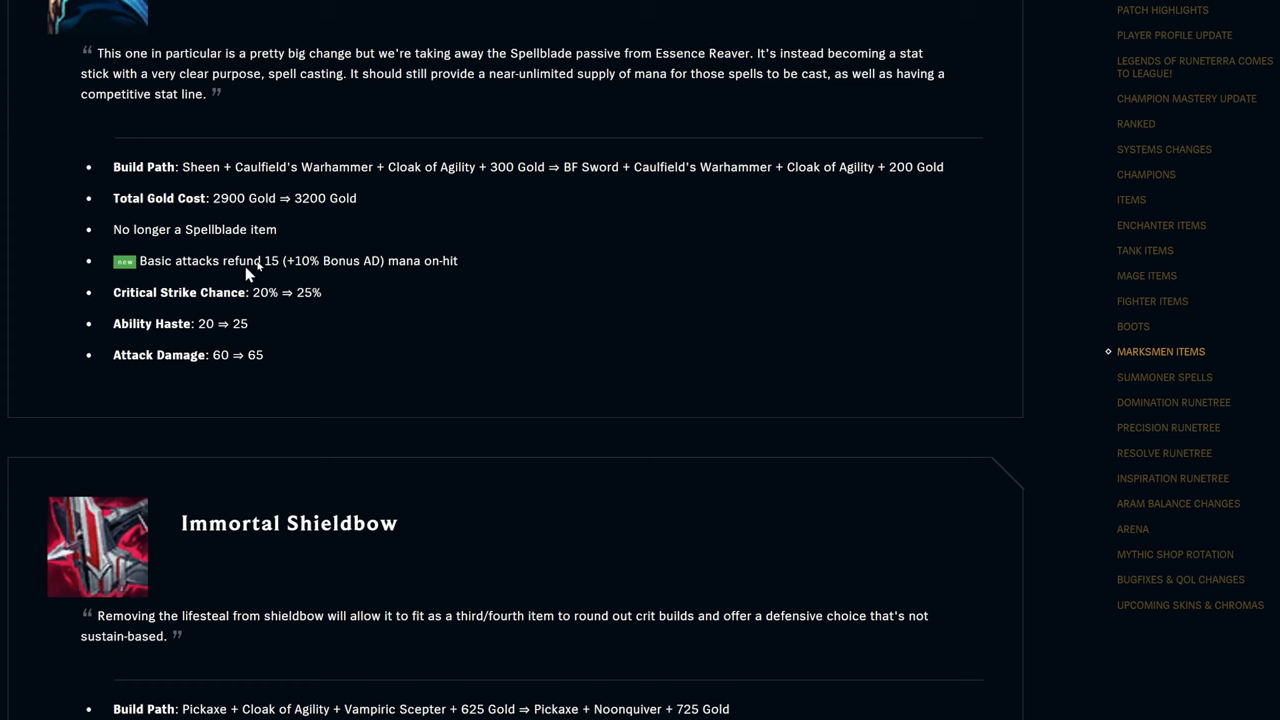 “ This one in particular is a pretty big change but we're taking away the Spellblade passive from Essence Reaver. It's instead becoming a stat
stick with a very clear purpose, spell casting. It should still provide a near-unlimited supply of mana for those spells to be cast, as well as having a
competitive stat line. ”
• Build Path: Sheen + Caulfield's Warhammer + Cloak of Agility + 300 Gold ⇒ BF Sword + Caulfield's Warhammer + Cloak of Agility + 200 Gold
• Total Gold Cost: 2900 Gold ⇒ 3200 Gold
• No longer a Spellblade item
• new Basic attacks refund 15 (+10% Bonus AD) mana on-hit
• Critical Strike Chance: 20% ⇒ 25%
• Ability Haste: 20 ⇒ 25
• Attack Damage: 60 ⇒ 65
Immortal Shieldbow
“ Removing the lifesteal from shieldbow will allow it to fit as a third/fourth item to round out crit builds and offer a defensive choice that's not
sustain-based. ”
• Build Path: Pickaxe + Cloak of Agility + Vampiric Scepter + 625 Gold ⇒ Pickaxe + Noonquiver + 725 Gold
PATCH HIGHLIGHTS
PLAYER PROFILE UPDATE
LEGENDS OF RUNETERRA COMES
TO LEAGUE!
CHAMPION MASTERY UPDATE
RANKED
SYSTEMS CHANGES
CHAMPIONS
ITEMS
ENCHANTER ITEMS
TANK ITEMS
MAGE ITEMS
FIGHTER ITEMS
BOOTS
MARKSMEN ITEMS
SUMMONER SPELLS
DOMINATION RUNETREE
PRECISION RUNETREE
RESOLVE RUNETREE
INSPIRATION RUNETREE
ARAM BALANCE CHANGES
ARENA
MYTHIC SHOP ROTATION
BUGFIXES & QOL CHANGES
UPCOMING SKINS & CHROMAS